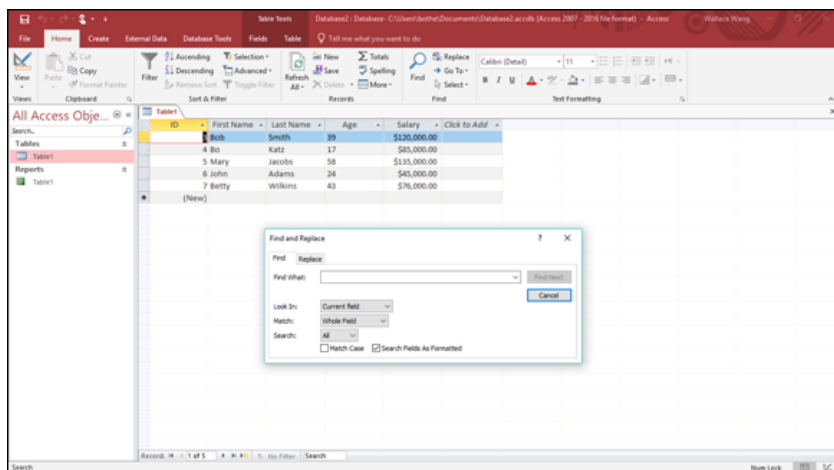 Table Tools
Database2 : Database- C:\Users\bothe\Documents\Database2.accdb (Access 2007 - 2016 file format) - Access
Wallace Wang
File Home Create External Data Database Tools Fields Table Tell me what you want to do
View
Paste
Cut
Copy
Format Painter
Views Clipboard
Filter
Ascending
Descending
Remove Sort
Selection
Advanced
Toggle Filter
Sort & Filter
Refresh All
New
Save
Delete
Totals
Spelling
More
Records
Find
Replace
Go To
Select
Find
Calibri (Detail) 11
B I U A
Text Formatting
All Access Obje...
Search..
Tables
Table1
Reports
Table1
Table1
ID First Name Last Name Age Salary Click to Add
3 Bob Smith 39 $120,000.00
4 Bo Katz 17 $85,000.00
5 Mary Jacobs 58 $135,000.00
6 John Adams 24 $45,000.00
7 Betty Wilkins 43 $76,000.00
(New)
Find and Replace ? ×
Find Replace
Find What: Find Next
Cancel
Look In: Current field
Match: Whole Field
Search: All
Match Case Search Fields As Formatted
Record: 1 of 5 No Filter Search
Search Num Lock